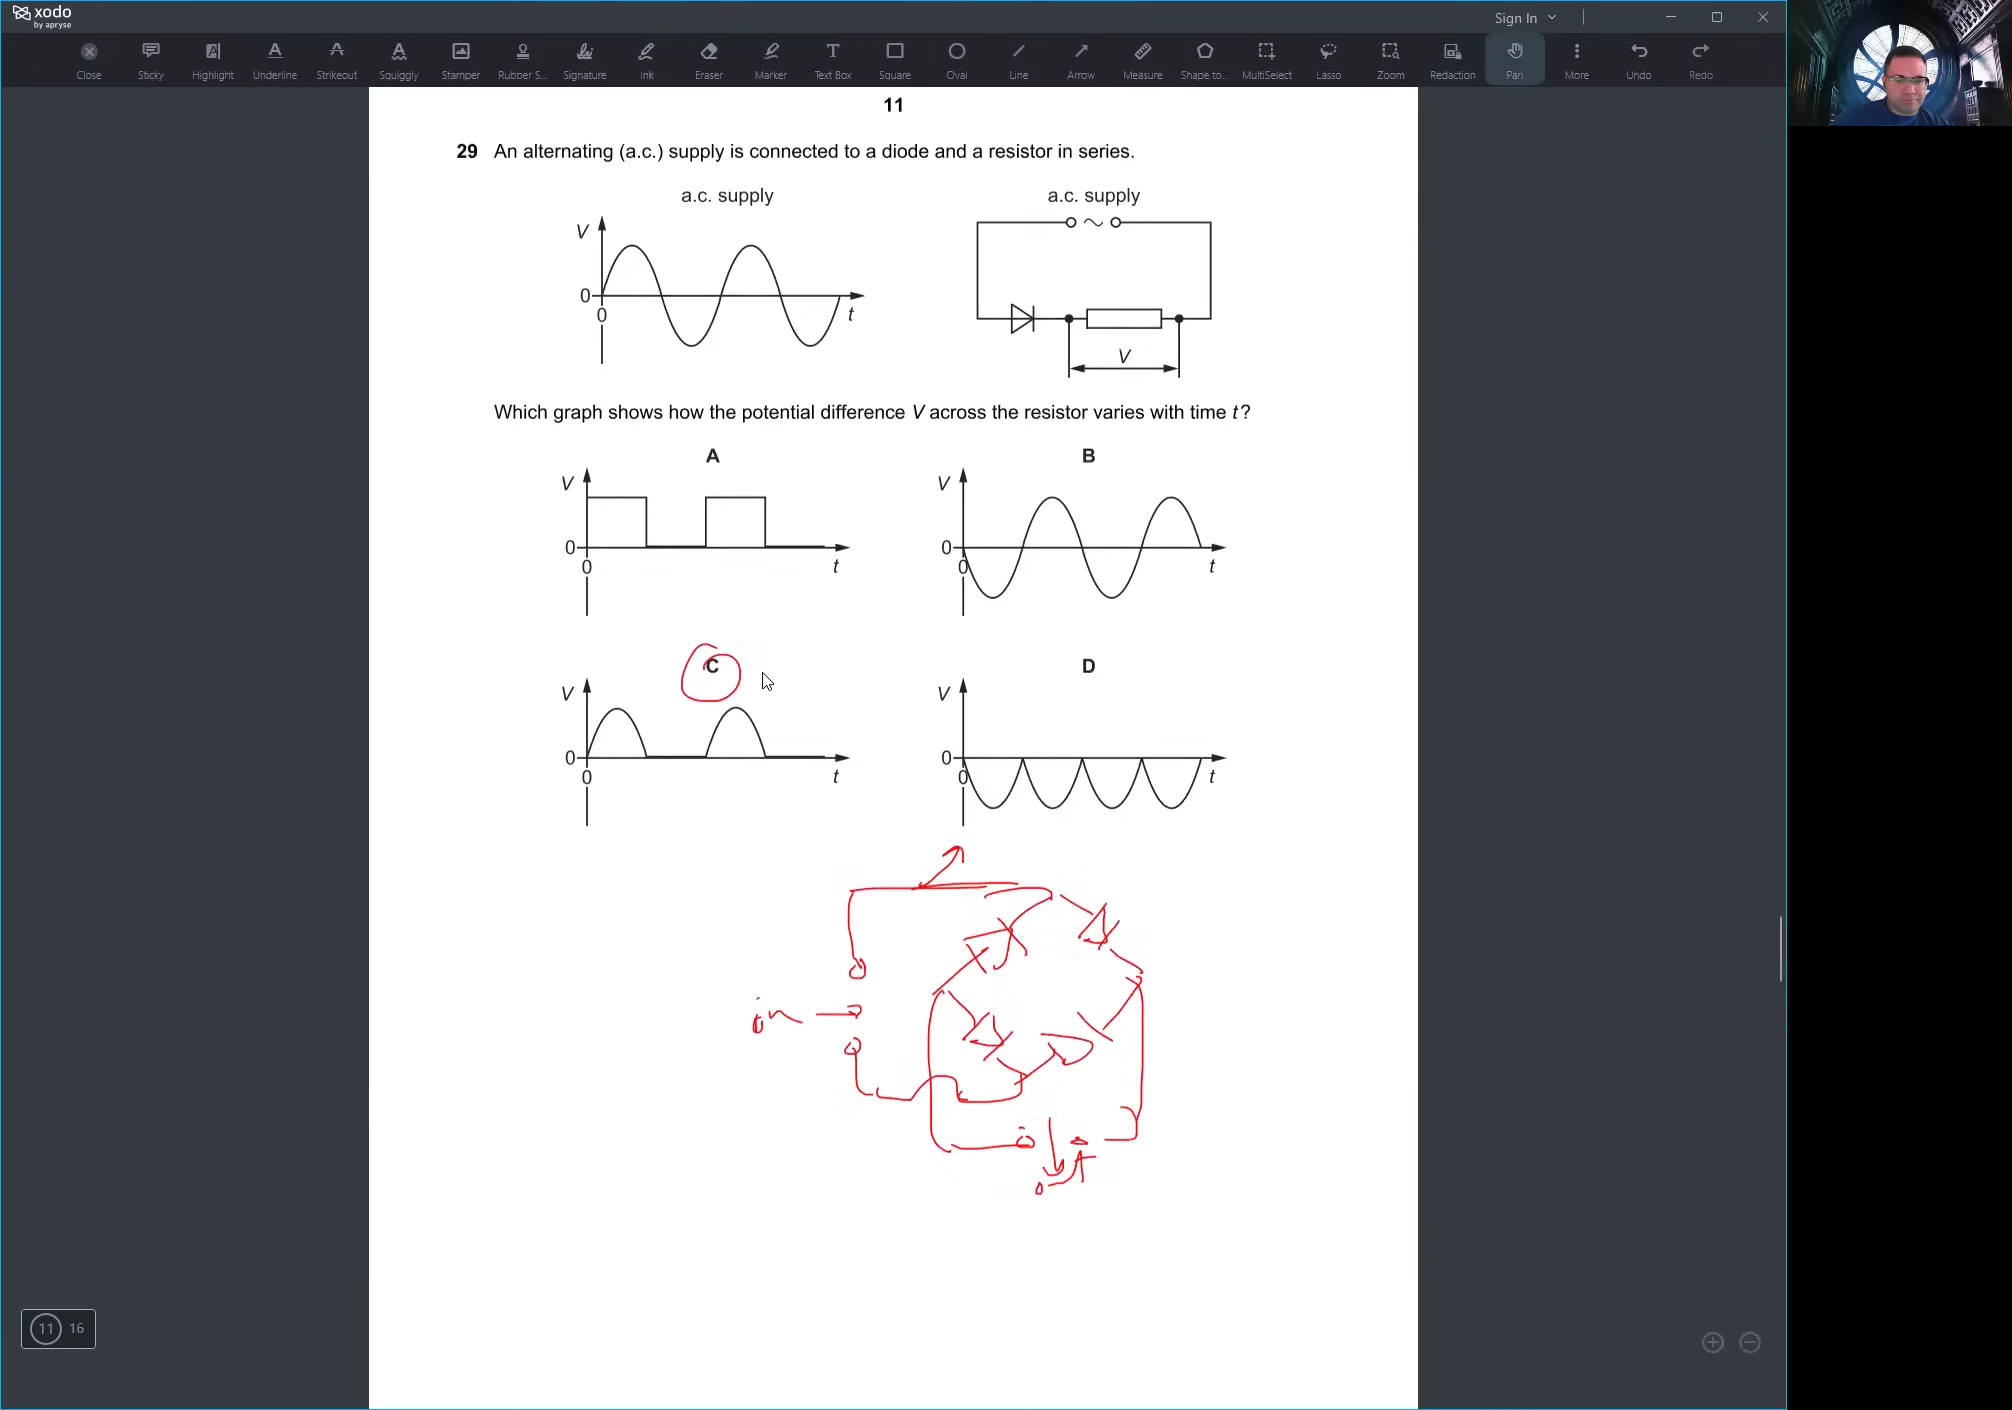 xodo
by apryse
Sign In
Close Sticky Highlight Underline Strikeout Squiggly Stamper Rubber S... Signature Ink Eraser Marker Text Box Square Oval Line Arrow Measure Shape to... MultiSelect Lasso Zoom Redaction Pan More Undo Redo
11
29 An alternating (a.c.) supply is connected to a diode and a resistor in series.
a.c. supply a.c. supply
V
0
0
t
V
Which graph shows how the potential difference V across the resistor varies with time t?
A B
V V
0 0
0 t 0 t
C D
V V
0 0
0 t 0 t
in
out
11 16